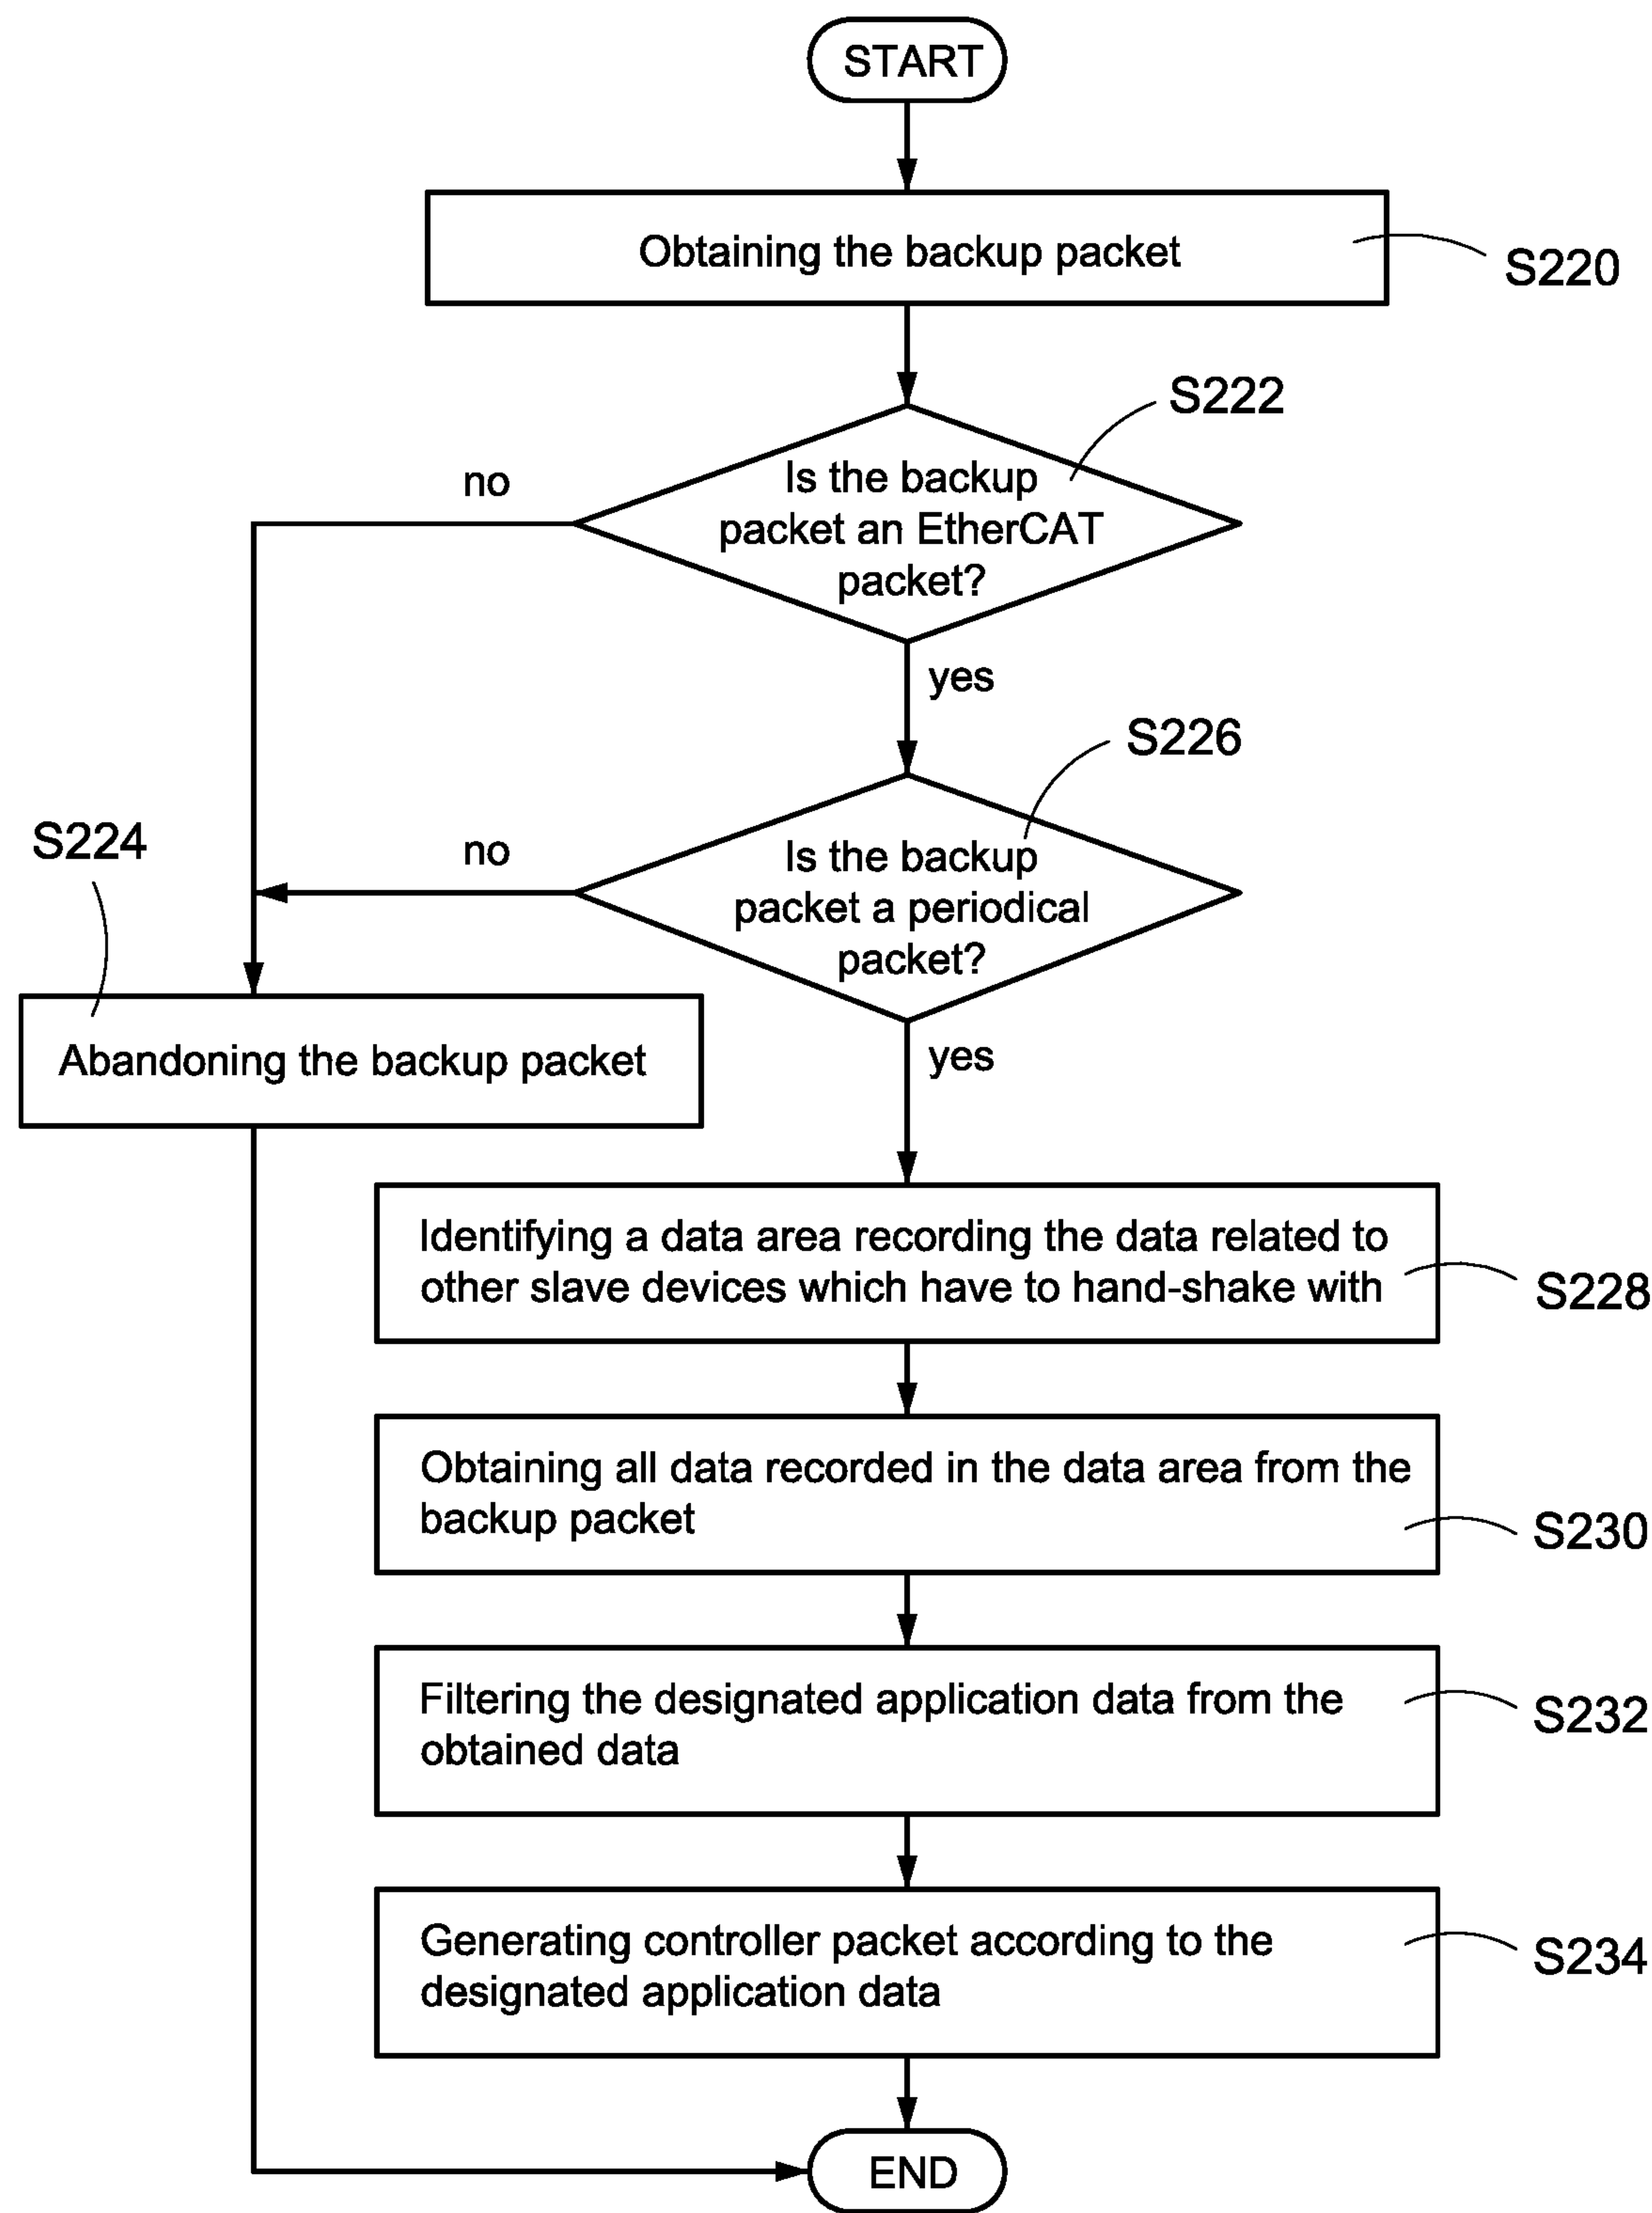 START
Obtaining the backup packet
S220
S222
no
Is the backup
packet an EtherCAT
packet?
yes
S226
S224
no
Is the backup
packet a periodical
packet?
Abandoning the backup packet
yes
Identifying a data area recording the data related to
other slave devices which have to hand-shake with
S228
Obtaining all data recorded in the data area from the
backup packet
S230
Filtering the designated application data from the
obtained data
S232
Generating controller packet according to the
designated application data
S234
END